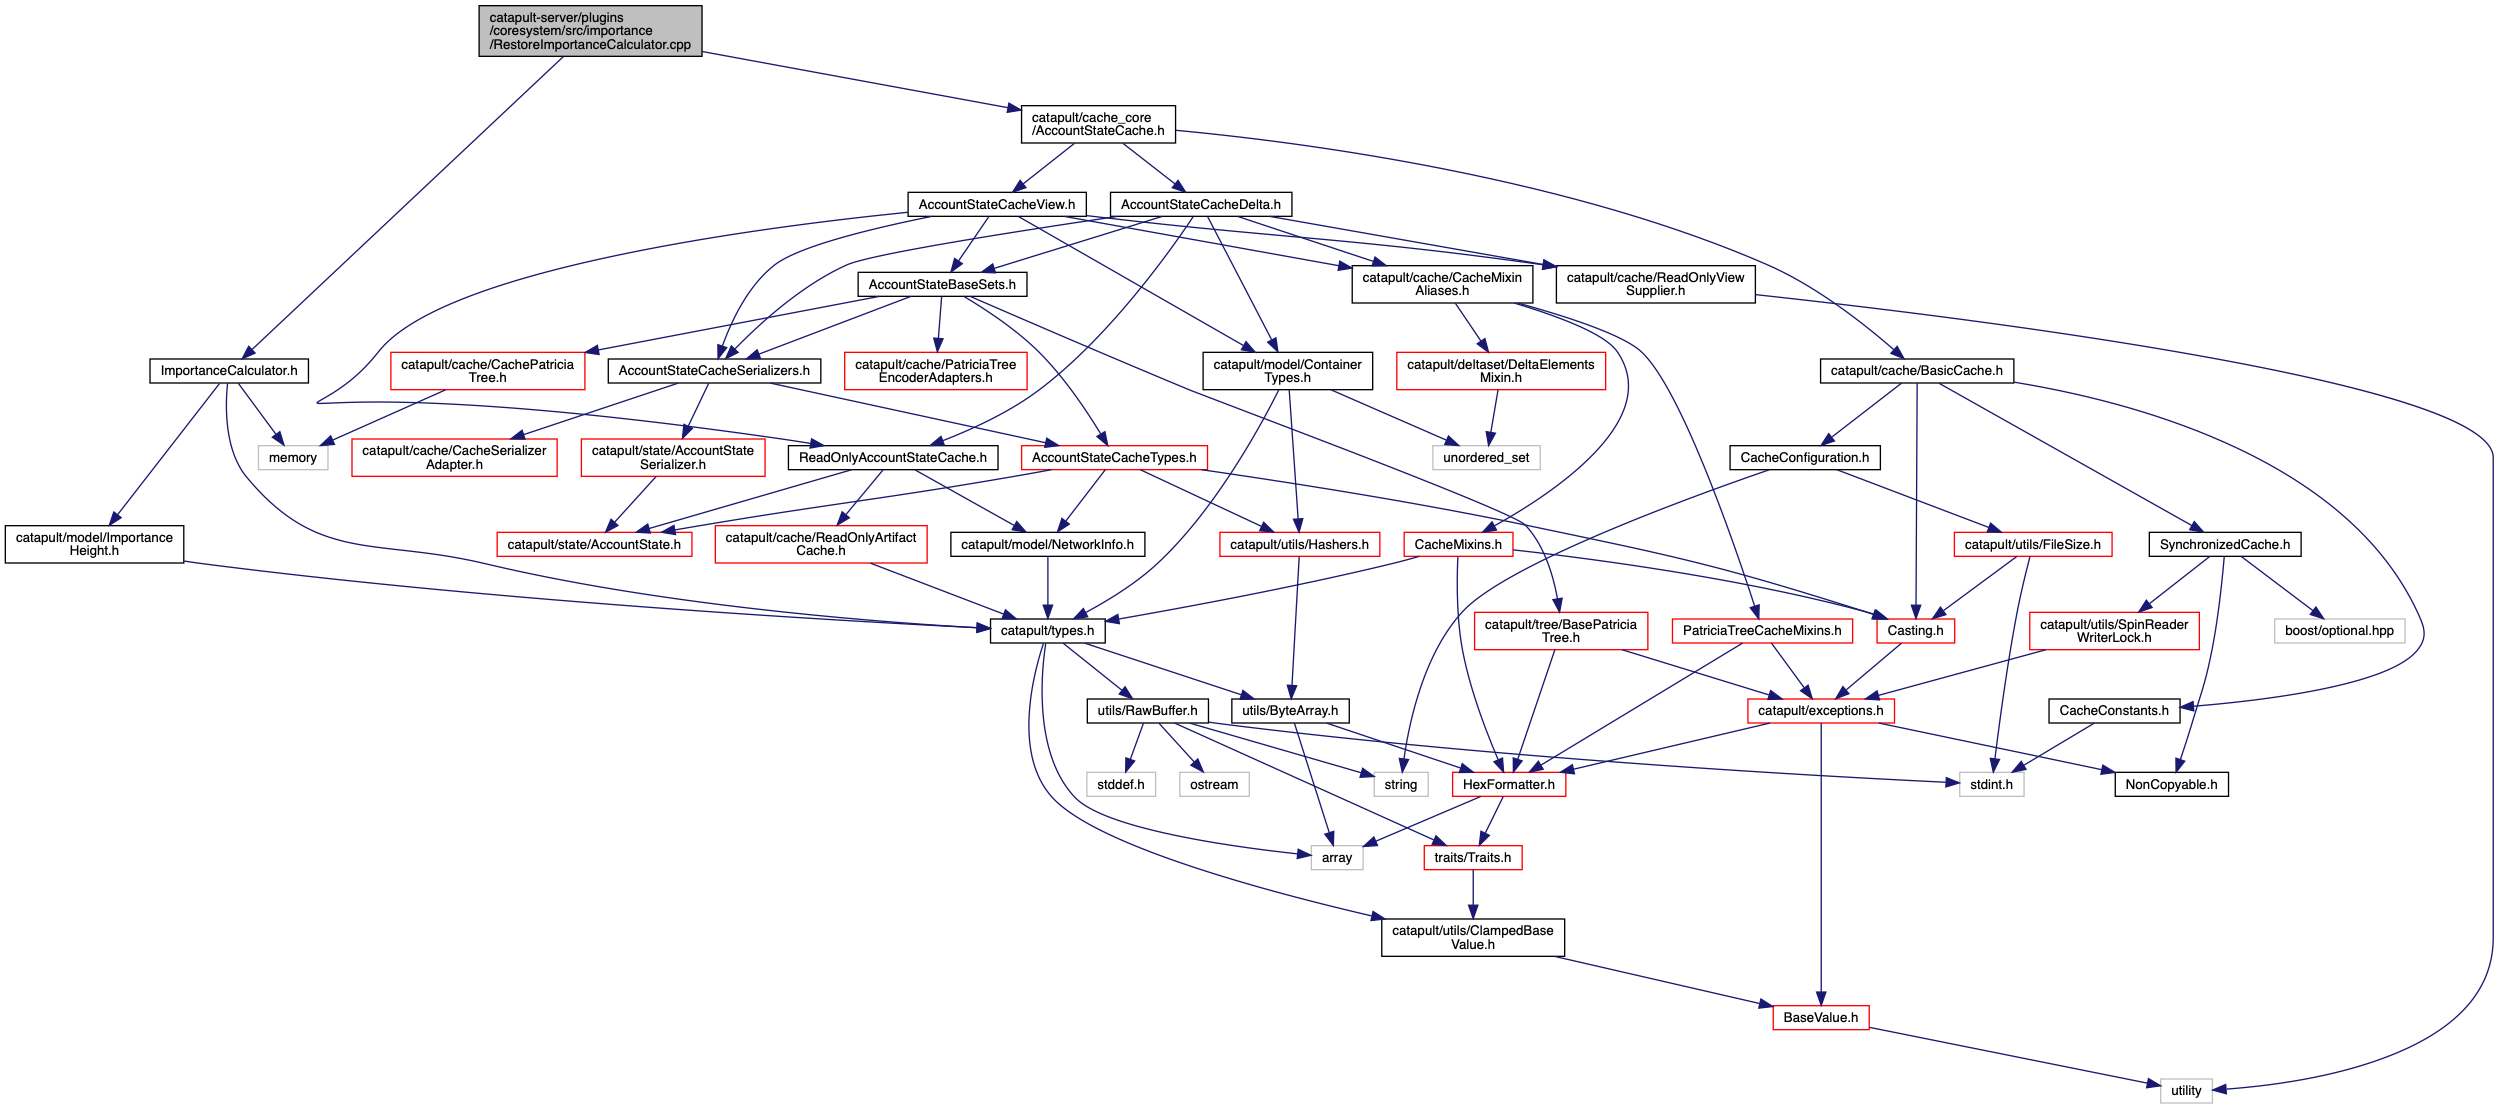 catapult-server/plugins
/coresystem/src/importance
/RestoreImportanceCalculator.cpp
catapult/cache_core
/AccountStateCache.h
AccountStateCacheView.h
AccountStateCacheDelta.h
AccountStateBaseSets.h
catapult/cache/CacheMixin
Aliases.h
catapult/cache/ReadOnlyView
Supplier.h
ImportanceCalculator.h
catapult/cache/CachePatricia
Tree.h
AccountStateCacheSerializers.h
catapult/cache/PatriciaTree
EncoderAdapters.h
catapult/model/Container
Types.h
catapult/deltaset/DeltaElements
Mixin.h
catapult/cache/BasicCache.h
memory
catapult/cache/CacheSerializer
Adapter.h
catapult/state/AccountState
Serializer.h
ReadOnlyAccountStateCache.h
AccountStateCacheTypes.h
unordered_set
CacheConfiguration.h
catapult/model/Importance
Height.h
catapult/state/AccountState.h
catapult/cache/ReadOnlyArtifact
Cache.h
catapult/model/NetworkInfo.h
catapult/utils/Hashers.h
CacheMixins.h
catapult/utils/FileSize.h
SynchronizedCache.h
catapult/types.h
catapult/tree/BasePatricia
Tree.h
PatriciaTreeCacheMixins.h
Casting.h
catapult/utils/SpinReader
WriterLock.h
boost/optional.hpp
utils/RawBuffer.h
utils/ByteArray.h
catapult/exceptions.h
CacheConstants.h
stddef.h
ostream
string
HexFormatter.h
stdint.h
NonCopyable.h
array
traits/Traits.h
catapult/utils/ClampedBase
Value.h
BaseValue.h
utility